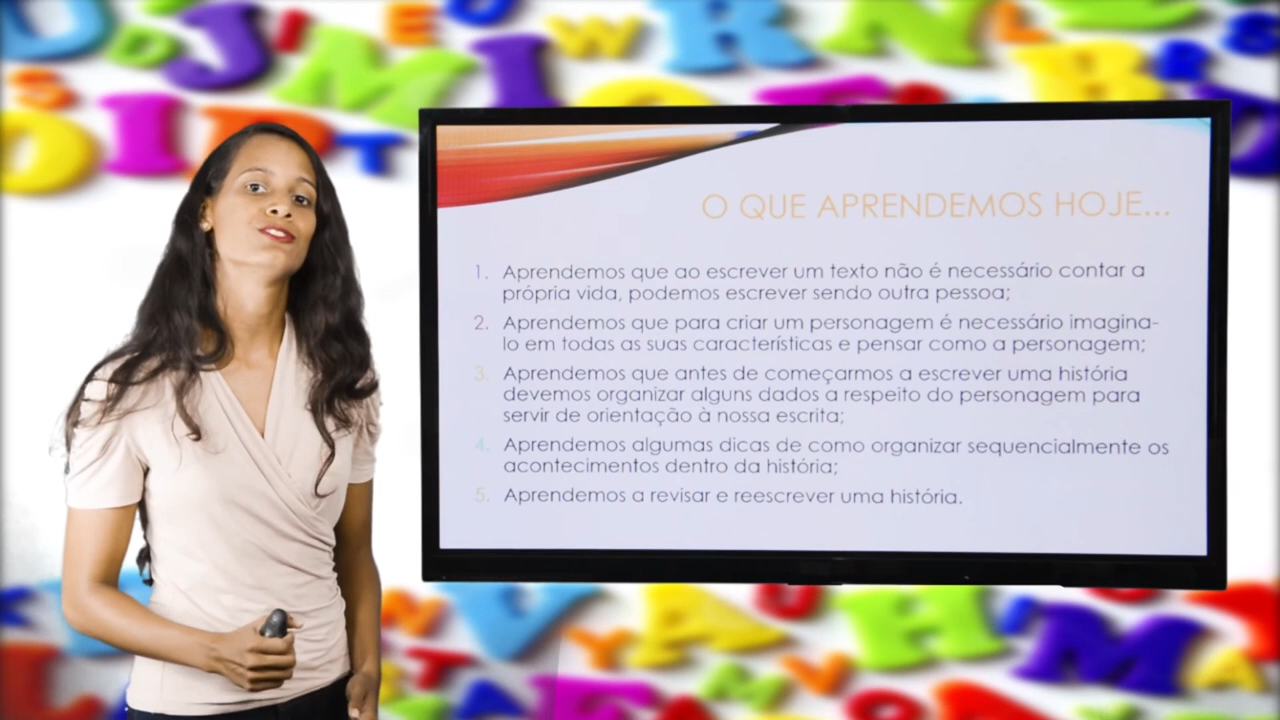 O QUE APRENDEMOS HOJE...
1. Aprendemos que ao escrever um texto não é necessário contar a
própria vida, podemos escrever sendo outra pessoa;
2. Aprendemos que para criar um personagem é necessário imagina-
lo em todas as suas características e pensar como a personagem;
3. Aprendemos que antes de começarmos a escrever uma história
devemos organizar alguns dados a respeito do personagem para
servir de orientação à nossa escrita;
4. Aprendemos algumas dicas de como organizar sequencialmente os
acontecimentos dentro da história;
5. Aprendemos a revisar e reescrever uma história.